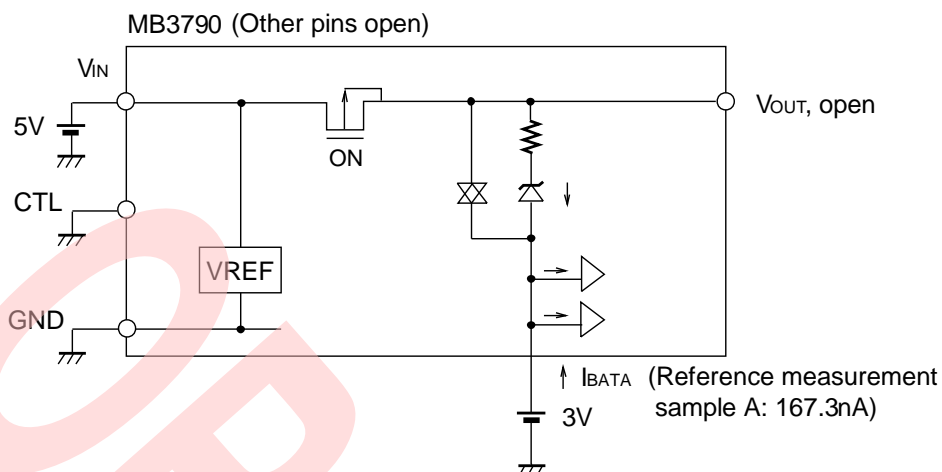 MB3790 (Other pins open)
VIN
5V
ON
VOUT, open
CTL
VREF
GND
IBATA (Reference measurement
sample A: 167.3nA)
3V